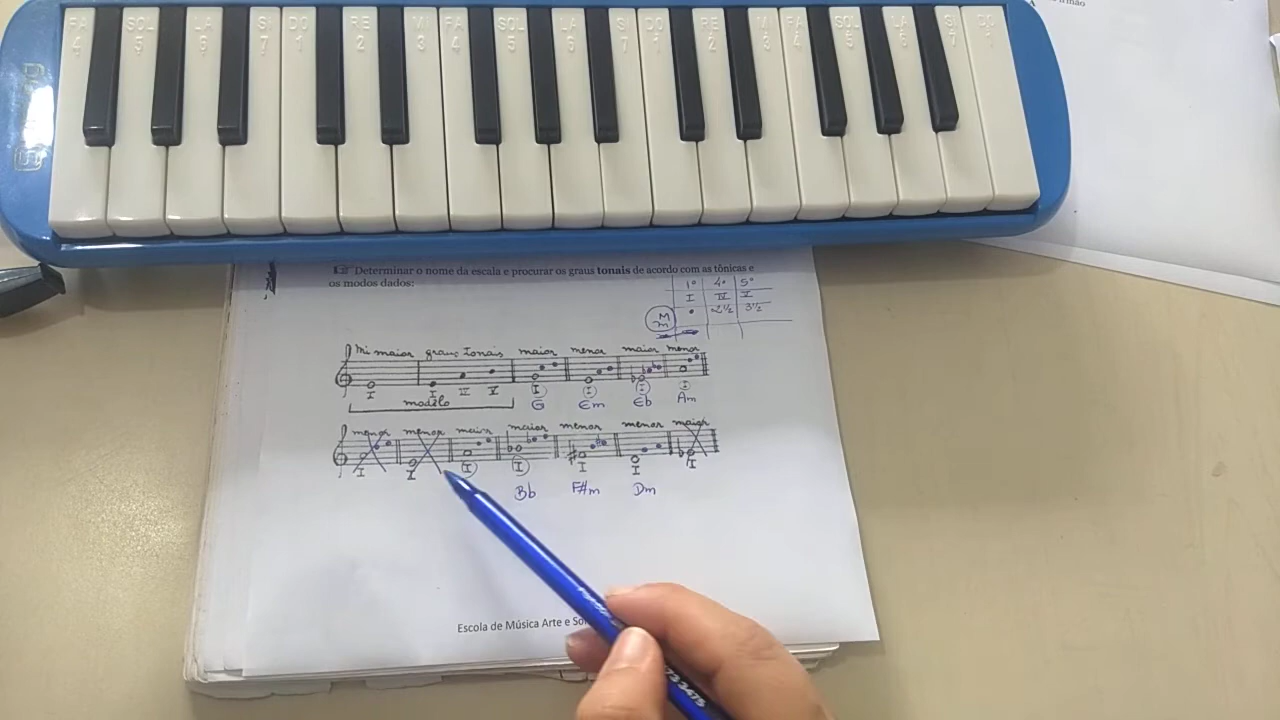 FA SOL LA SI DO RE MI FA SOL LA SI DO RE MI FA SOL LA SI DO
4 5 6 7 1 2 3 4 5 6 7 1 2 3 4 5 6 7 1
Determinar o nome da escala e procurar os graus tonais de acordo com as tônicas e
os modos dados:
1º 4º 5º
I IV V
M
m
2½ 3½
Mi maior graus tonais maior menor maior menor
I I IV V I I I I
modelo G Em Eb Am
menor menor maior maior menor menor maior
I I I I I I I
Bb F#m Dm
Escola de Música Arte e